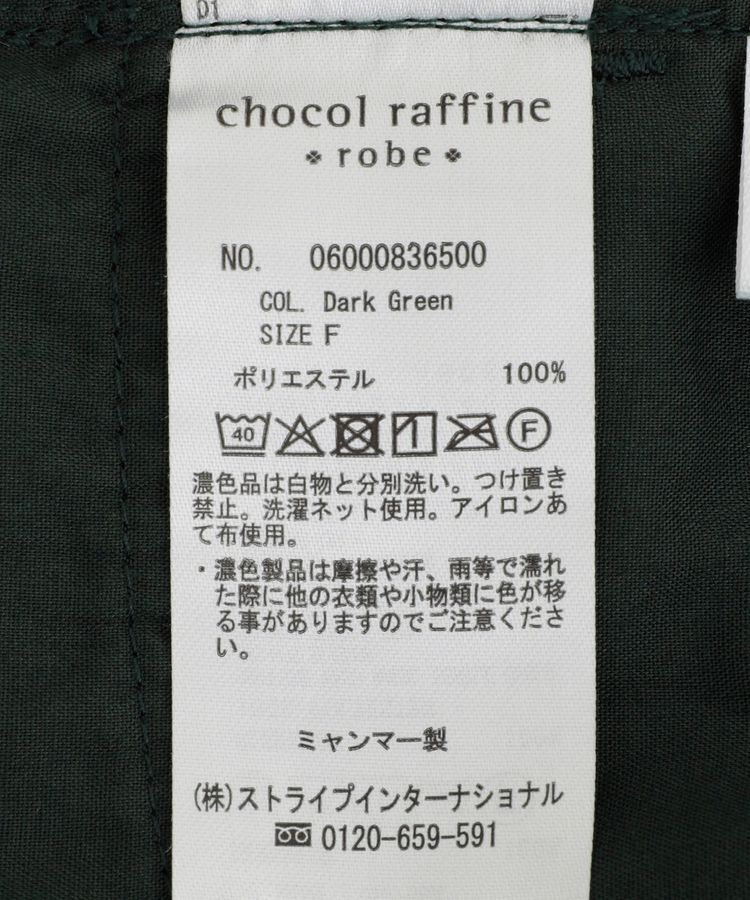 D1
chocol raffine
robe
NO. 06000836500
COL. Dark Green
SIZE F
ポリエステル 100%
40 F
濃色品は白物と分別洗い。つけ置き
禁止。洗濯ネット使用。アイロンあ
て布使用。
・濃色製品は摩擦や汗、雨等で濡れ
た際に他の衣類や小物類に色が移
る事がありますのでご注意くださ
い。
ミャンマー製
(株)ストライプインターナショナル
0120-659-591